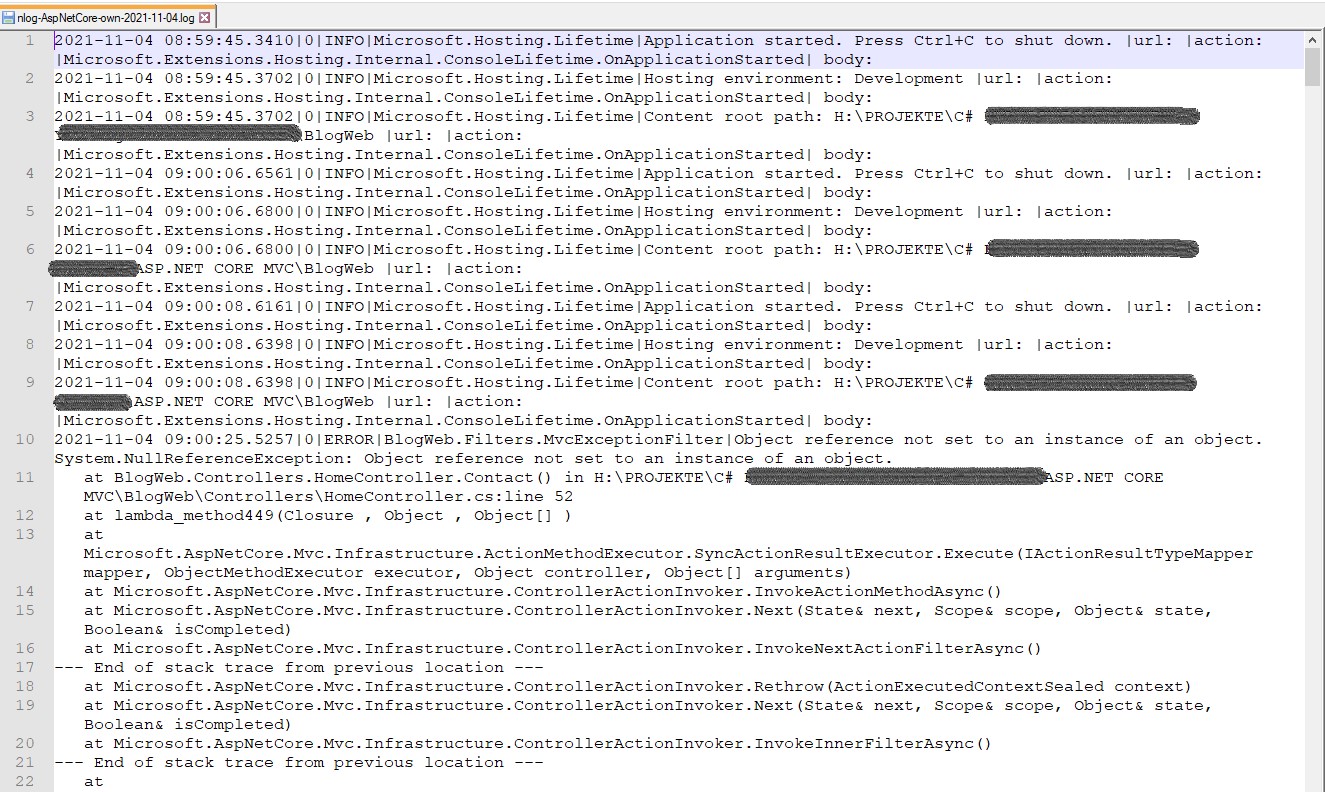 nlog-AspNetCore-own-2021-11-04.log
1 2021-11-04 08:59:45.3410|0|INFO|Microsoft.Hosting.Lifetime|Application started. Press Ctrl+C to shut down. |url: |action:
|Microsoft.Extensions.Hosting.Internal.ConsoleLifetime.OnApplicationStarted| body:
2 2021-11-04 08:59:45.3702|0|INFO|Microsoft.Hosting.Lifetime|Hosting environment: Development |url: |action:
|Microsoft.Extensions.Hosting.Internal.ConsoleLifetime.OnApplicationStarted| body:
3 2021-11-04 08:59:45.3702|0|INFO|Microsoft.Hosting.Lifetime|Content root path: H:\PROJEKTE\C#
BlogWeb |url: |action:
|Microsoft.Extensions.Hosting.Internal.ConsoleLifetime.OnApplicationStarted| body:
4 2021-11-04 09:00:06.6561|0|INFO|Microsoft.Hosting.Lifetime|Application started. Press Ctrl+C to shut down. |url: |action:
|Microsoft.Extensions.Hosting.Internal.ConsoleLifetime.OnApplicationStarted| body:
5 2021-11-04 09:00:06.6800|0|INFO|Microsoft.Hosting.Lifetime|Hosting environment: Development |url: |action:
|Microsoft.Extensions.Hosting.Internal.ConsoleLifetime.OnApplicationStarted| body:
6 2021-11-04 09:00:06.6800|0|INFO|Microsoft.Hosting.Lifetime|Content root path: H:\PROJEKTE\C#
ASP.NET CORE MVC\BlogWeb |url: |action:
|Microsoft.Extensions.Hosting.Internal.ConsoleLifetime.OnApplicationStarted| body:
7 2021-11-04 09:00:08.6161|0|INFO|Microsoft.Hosting.Lifetime|Application started. Press Ctrl+C to shut down. |url: |action:
|Microsoft.Extensions.Hosting.Internal.ConsoleLifetime.OnApplicationStarted| body:
8 2021-11-04 09:00:08.6398|0|INFO|Microsoft.Hosting.Lifetime|Hosting environment: Development |url: |action:
|Microsoft.Extensions.Hosting.Internal.ConsoleLifetime.OnApplicationStarted| body:
9 2021-11-04 09:00:08.6398|0|INFO|Microsoft.Hosting.Lifetime|Content root path: H:\PROJEKTE\C#
ASP.NET CORE MVC\BlogWeb |url: |action:
|Microsoft.Extensions.Hosting.Internal.ConsoleLifetime.OnApplicationStarted| body:
10 2021-11-04 09:00:25.5257|0|ERROR|BlogWeb.Filters.MvcExceptionFilter|Object reference not set to an instance of an object.
System.NullReferenceException: Object reference not set to an instance of an object.
11 at BlogWeb.Controllers.HomeController.Contact() in H:\PROJEKTE\C# ASP.NET CORE
MVC\BlogWeb\Controllers\HomeController.cs:line 52
12 at lambda_method449(Closure , Object , Object[] )
13 at
Microsoft.AspNetCore.Mvc.Infrastructure.ActionMethodExecutor.SyncActionResultExecutor.Execute(IActionResultTypeMapper
mapper, ObjectMethodExecutor executor, Object controller, Object[] arguments)
14 at Microsoft.AspNetCore.Mvc.Infrastructure.ControllerActionInvoker.InvokeActionMethodAsync()
15 at Microsoft.AspNetCore.Mvc.Infrastructure.ControllerActionInvoker.Next(State& next, Scope& scope, Object& state,
Boolean& isCompleted)
16 at Microsoft.AspNetCore.Mvc.Infrastructure.ControllerActionInvoker.InvokeNextActionFilterAsync()
17 --- End of stack trace from previous location ---
18 at Microsoft.AspNetCore.Mvc.Infrastructure.ControllerActionInvoker.Rethrow(ActionExecutedContextSealed context)
19 at Microsoft.AspNetCore.Mvc.Infrastructure.ControllerActionInvoker.Next(State& next, Scope& scope, Object& state,
Boolean& isCompleted)
20 at Microsoft.AspNetCore.Mvc.Infrastructure.ControllerActionInvoker.InvokeInnerFilterAsync()
21 --- End of stack trace from previous location ---
22 at